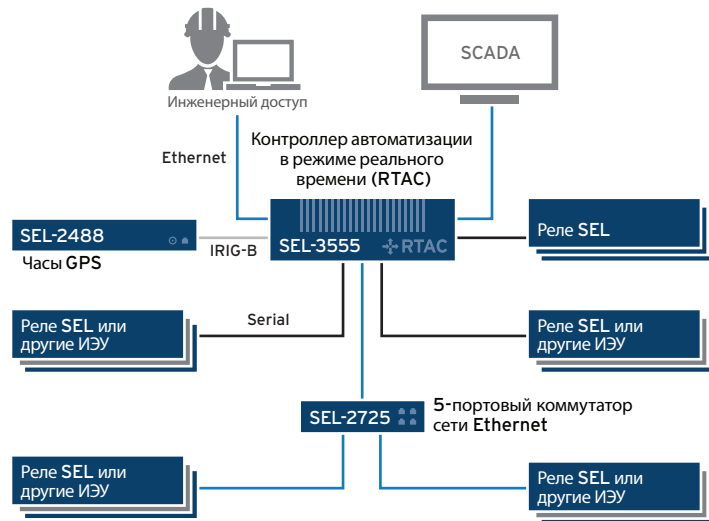 SCADA
Инженерный доступ
Ethernet
Контроллер автоматизации
в режиме реального
времени (RTAC)
SEL-2488
Часы GPS
IRIG-B
SEL-3555
RTAC
Реле SEL
Реле SEL или
другие ИЭУ
Serial
Реле SEL или
другие ИЭУ
SEL-2725
5-портовый коммутатор
сети Ethernet
Реле SEL или
другие ИЭУ
Реле SEL или
другие ИЭУ